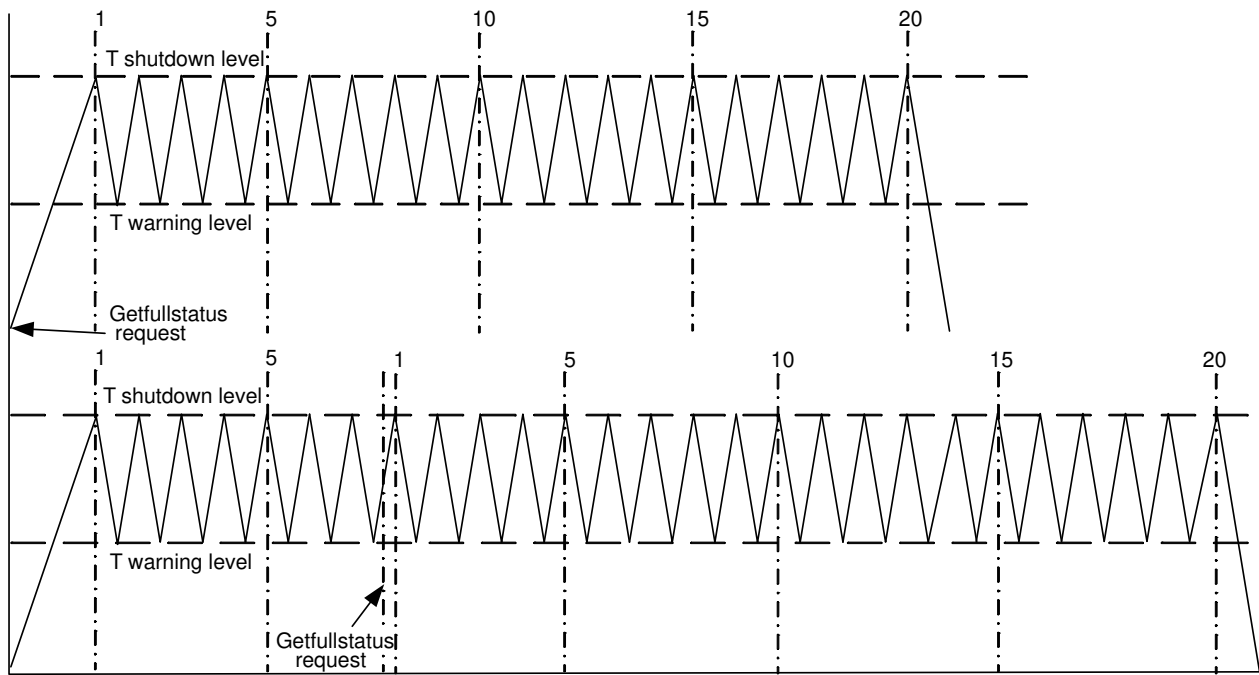 1 5 10 15 20
T shutdown level
T warning level
Getfullstatus
request
1 5 1 5 10 15 20
T shutdown level
T warning level
Getfullstatus
request